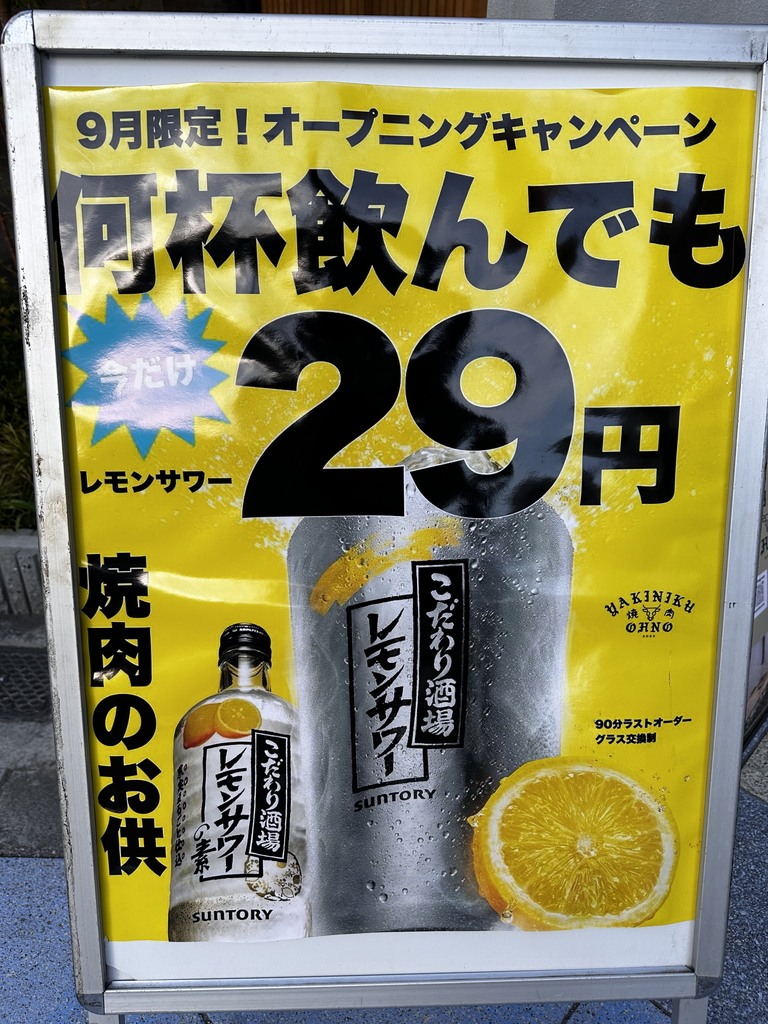 9月限定！オープニングキャンペーン
何杯飲んでも
今だけ
29円
レモンサワー
焼肉のお供
YAKINIKU
焼 肉
OHNO
こだわり酒場
レモンサワー
SUNTORY
90分ラストオーダー
グラス交換制
こだわり酒場
レモンサワー
の素
SUNTORY